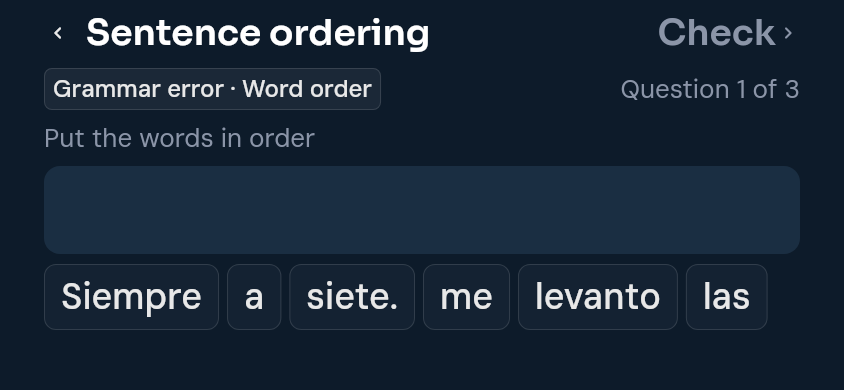 ‹ Sentence ordering Check ›
Grammar error · Word order Question 1 of 3
Put the words in order
Siempre a siete. me levanto las